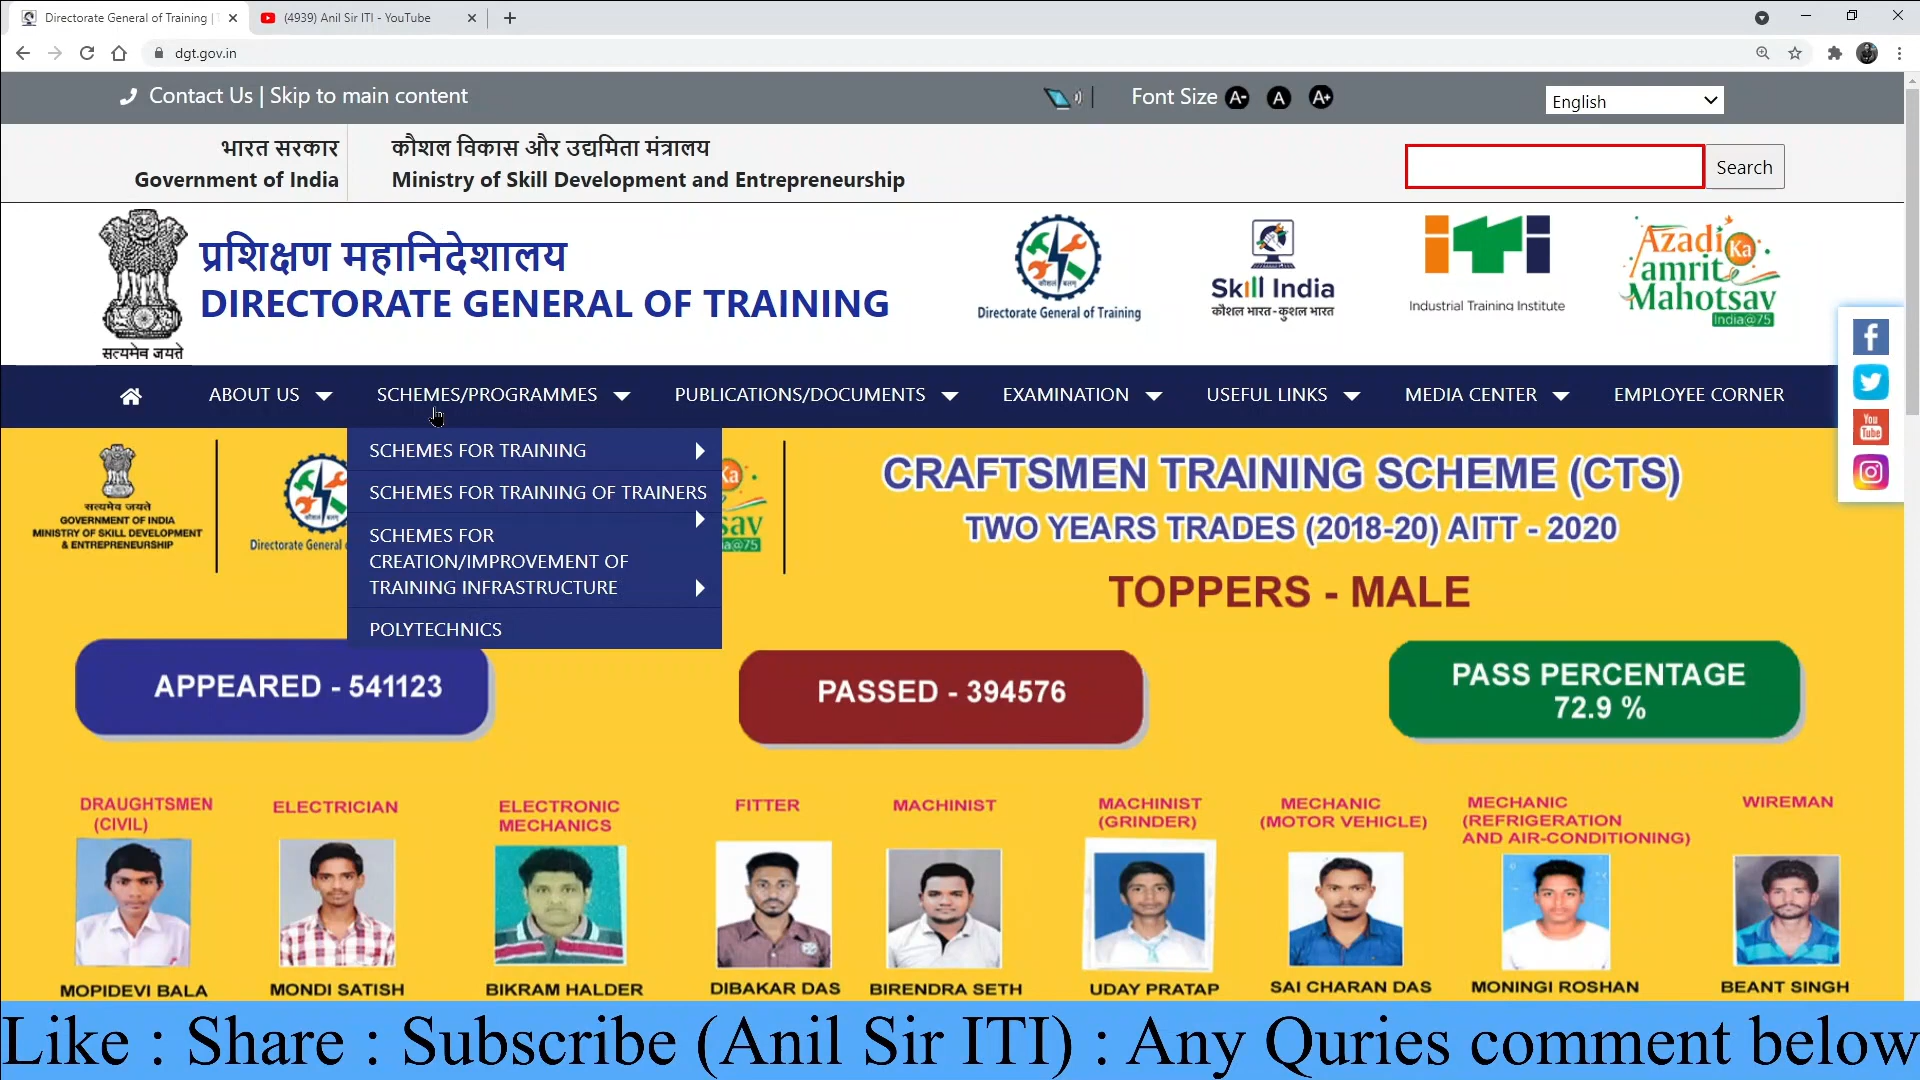 Directorate General of Training |
(4939) Anil Sir ITI - YouTube
dgt.gov.in
Contact Us | Skip to main content
Font Size A- A A+
English
भारत सरकार
Government of India
कौशल विकास और उद्यमिता मंत्रालय
Ministry of Skill Development and Entrepreneurship
Search
सत्यमेव जयते
प्रशिक्षण महानिदेशालय
DIRECTORATE GENERAL OF TRAINING
Directorate General of Training
Skill India
कौशल भारत-कुशल भारत
iTi
Industrial Training Institute
Azadi Ka
amrit
Mahotsav
India@75
ABOUT US
SCHEMES/PROGRAMMES
PUBLICATIONS/DOCUMENTS
EXAMINATION
USEFUL LINKS
MEDIA CENTER
EMPLOYEE CORNER
SCHEMES FOR TRAINING
SCHEMES FOR TRAINING OF TRAINERS
SCHEMES FOR
CREATION/IMPROVEMENT OF
TRAINING INFRASTRUCTURE
POLYTECHNICS
You
Tube
सत्यमेव जयते
GOVERNMENT OF INDIA
MINISTRY OF SKILL DEVELOPMENT
& ENTREPRENEURSHIP
Directorate General
CRAFTSMEN TRAINING SCHEME (CTS)
TWO YEARS TRADES (2018-20) AITT - 2020
TOPPERS - MALE
APPEARED - 541123
PASSED - 394576
PASS PERCENTAGE
72.9 %
DRAUGHTSMEN
(CIVIL)
ELECTRICIAN
ELECTRONIC
MECHANICS
FITTER
MACHINIST
MACHINIST
(GRINDER)
MECHANIC
(MOTOR VEHICLE)
MECHANIC
(REFRIGERATION
AND AIR-CONDITIONING)
WIREMAN
MOPIDEVI BALA
MONDI SATISH
BIKRAM HALDER
DIBAKAR DAS
BIRENDRA SETH
UDAY PRATAP
SAI CHARAN DAS
MONINGI ROSHAN
BEANT SINGH
Like : Share : Subscribe (Anil Sir ITI) : Any Quries comment below